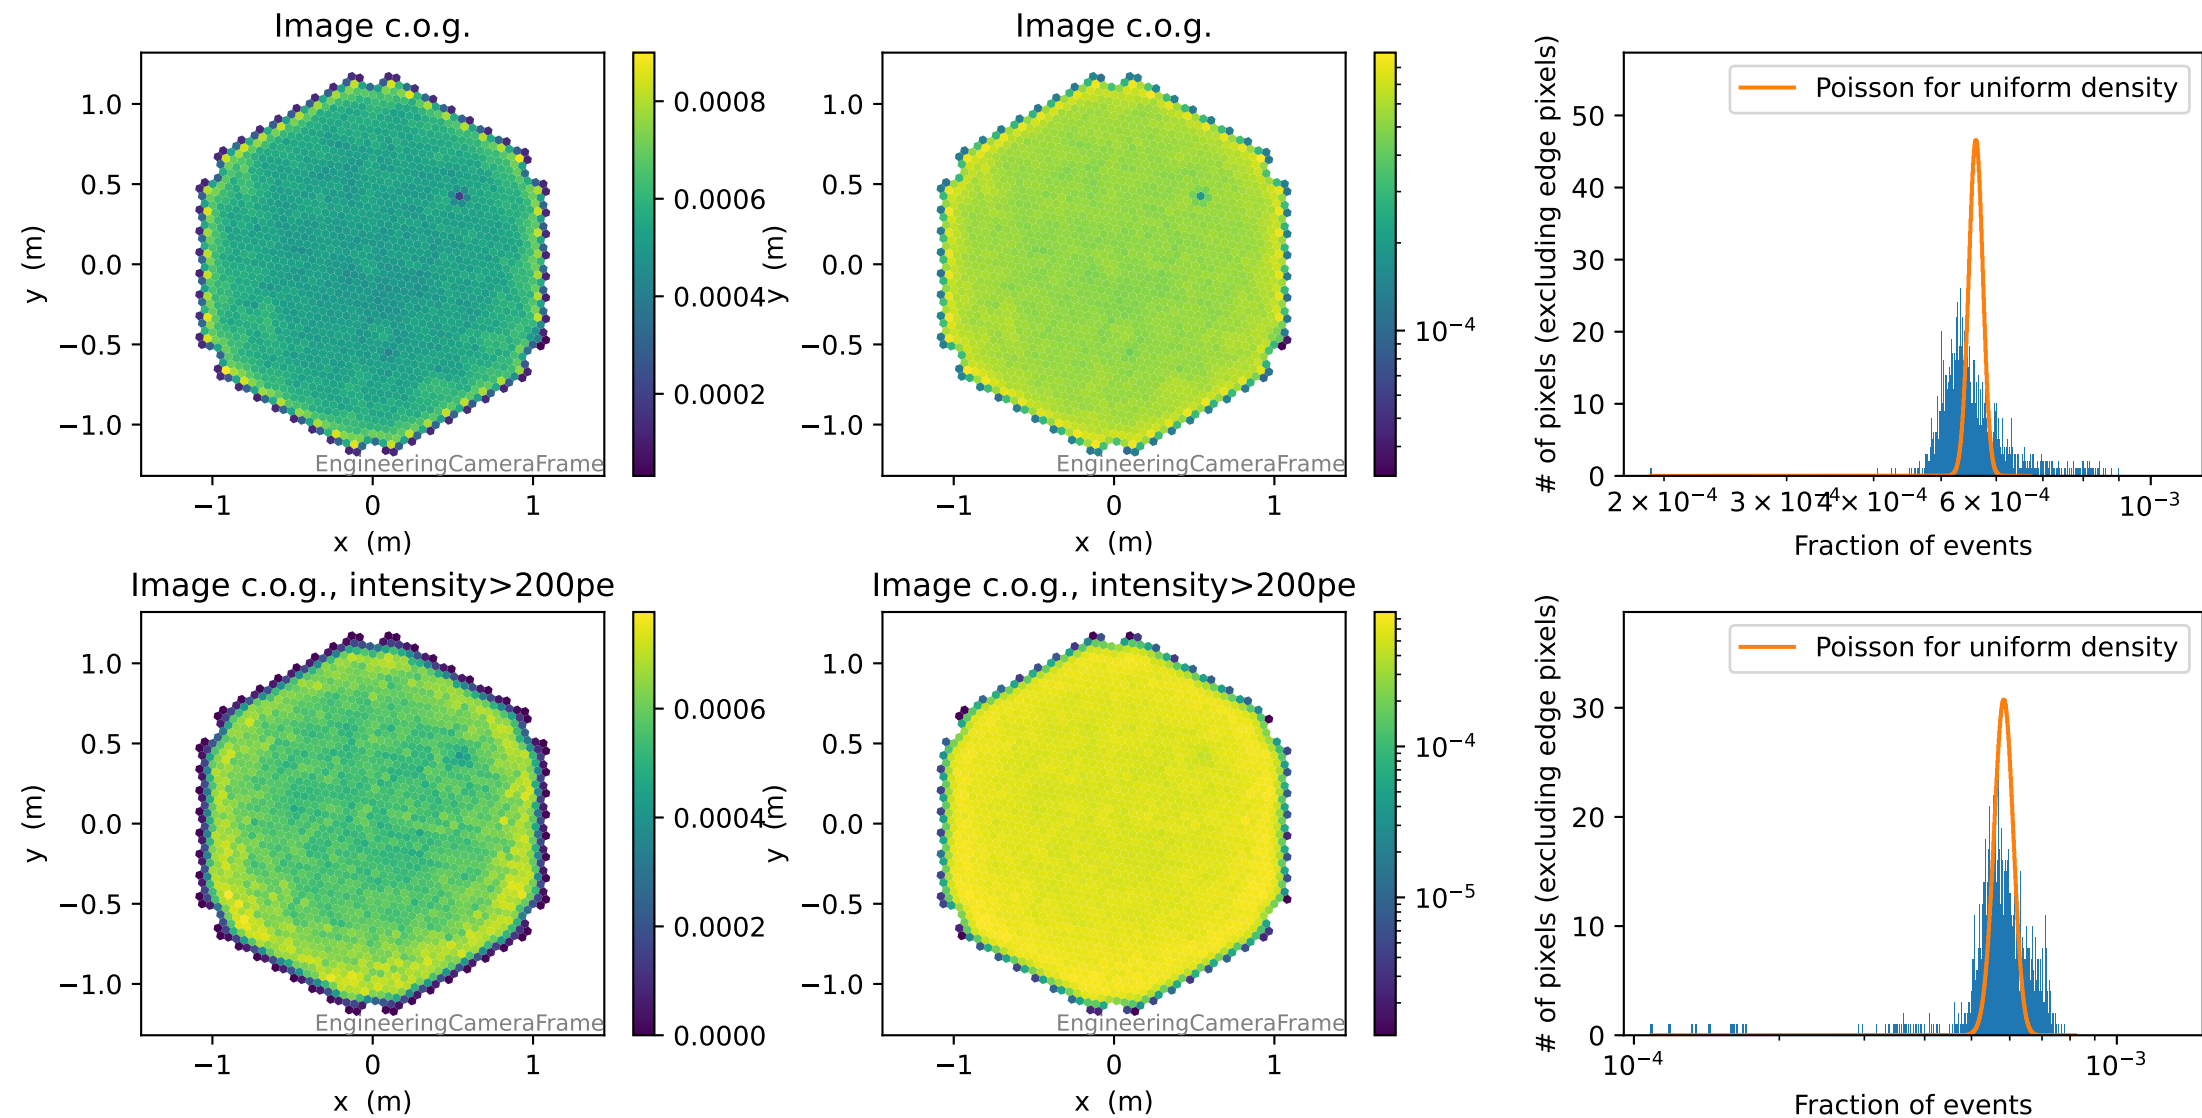 Image c.o.g.
1.0
0.5
0.0
−0.5
−1.0
y (m)
−1
0
1
x (m)
EngineeringCameraFrame
0.0008
0.0006
0.0004
0.0002
Image c.o.g.
1.0
0.5
0.0
−0.5
−1.0
y (m)
−1
0
1
x (m)
EngineeringCameraFrame
10⁻⁴
# of pixels (excluding edge pixels)
50
40
30
20
10
0
Poisson for uniform density
2 × 10⁻⁴
3 × 10⁻⁴
4 × 10⁻⁴
6 × 10⁻⁴
10⁻³
Fraction of events
Image c.o.g., intensity>200pe
1.0
0.5
0.0
−0.5
−1.0
y (m)
−1
0
1
x (m)
EngineeringCameraFrame
0.0006
0.0004
0.0002
0.0000
Image c.o.g., intensity>200pe
1.0
0.5
0.0
−0.5
−1.0
y (m)
−1
0
1
x (m)
EngineeringCameraFrame
10⁻⁴
10⁻⁵
# of pixels (excluding edge pixels)
30
20
10
0
Poisson for uniform density
10⁻⁴
10⁻³
Fraction of events